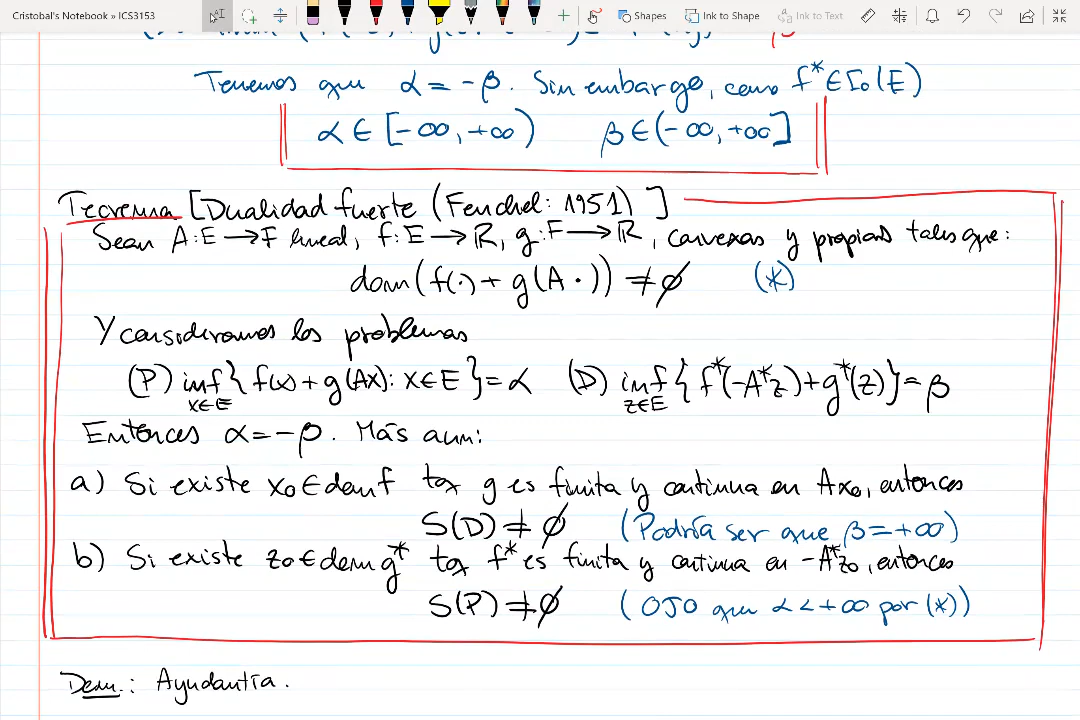 Cristobal's Notebook » ICS3153
Shapes Ink to Shape Ink to Text
Tenemos que α = -β. Sin embargo, como f* ∈ Γ₀(E)
α ∈ [-∞, +∞) β ∈ (-∞, +∞]
Teorema [Dualidad fuerte (Fenchel: 1951)]
Sean A: E → F lineal, f: E → ℝ, g: F → ℝ, convexas y propias tales que:
dom(f(·) + g(A·)) ≠ ∅ (*)
Y consideramos los problemas
(P) inf_{x∈E} { f(x) + g(Ax): x ∈ E } = α (D) inf_{z∈E} { f*(-A*z) + g*(z) } = β
Entonces α = -β. Más aun:
a) Si existe x₀ ∈ dom f tq g es finita y continua en Ax₀, entonces
S(D) ≠ ∅ (Podría ser que β = +∞)
b) Si existe z₀ ∈ dom g* tq f* es finita y continua en -A*z₀, entonces
S(P) ≠ ∅ (OJO que α < +∞ por (*))
Dem.: Ayudantía.